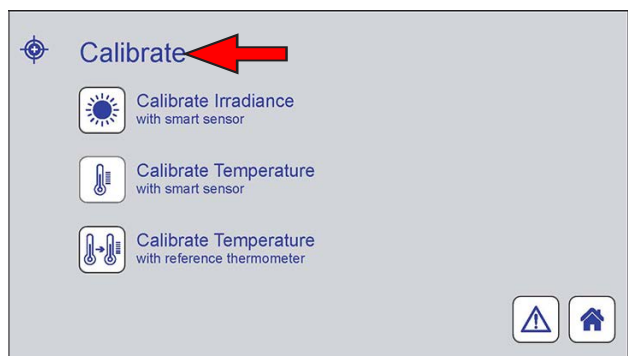 Calibrate
Calibrate Irradiance
with smart sensor
Calibrate Temperature
with smart sensor
Calibrate Temperature
with reference thermometer